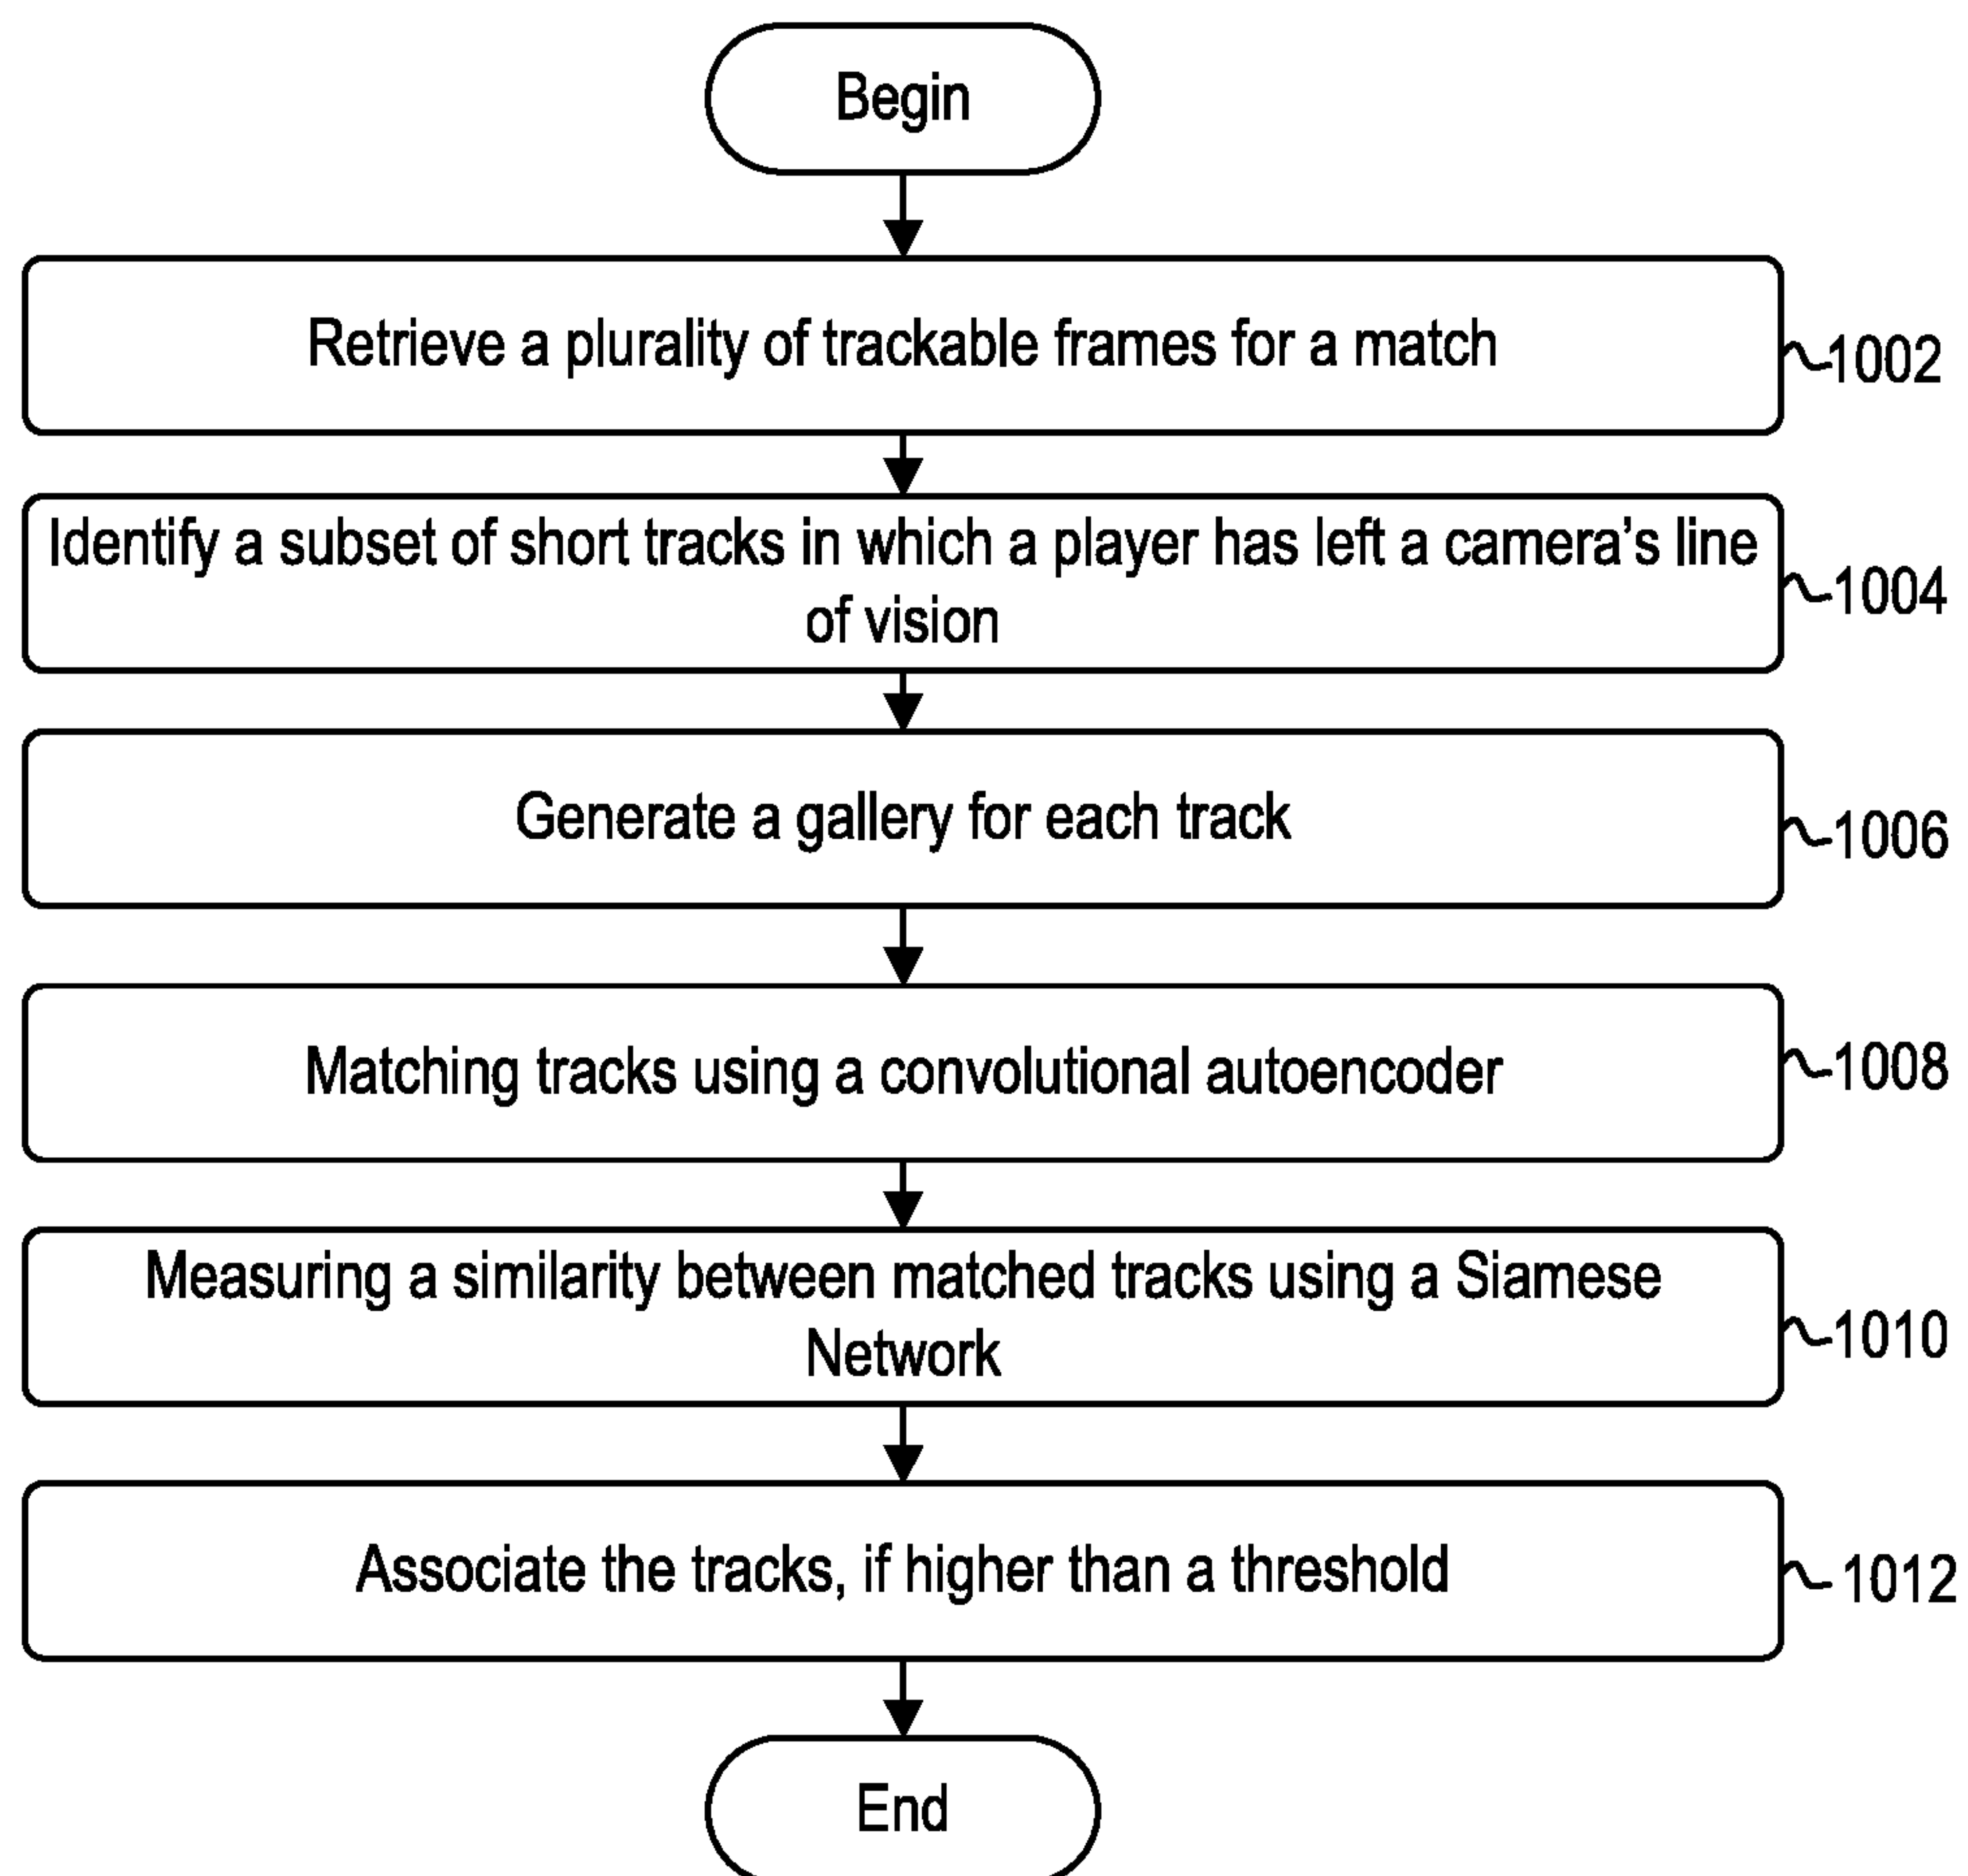 Begin
Retrieve a plurality of trackable frames for a match
1002
Identify a subset of short tracks in which a player has left a camera's line
of vision
1004
Generate a gallery for each track
1006
Matching tracks using a convolutional autoencoder
1008
Measuring a similarity between matched tracks using a Siamese
Network
1010
Associate the tracks, if higher than a threshold
1012
End